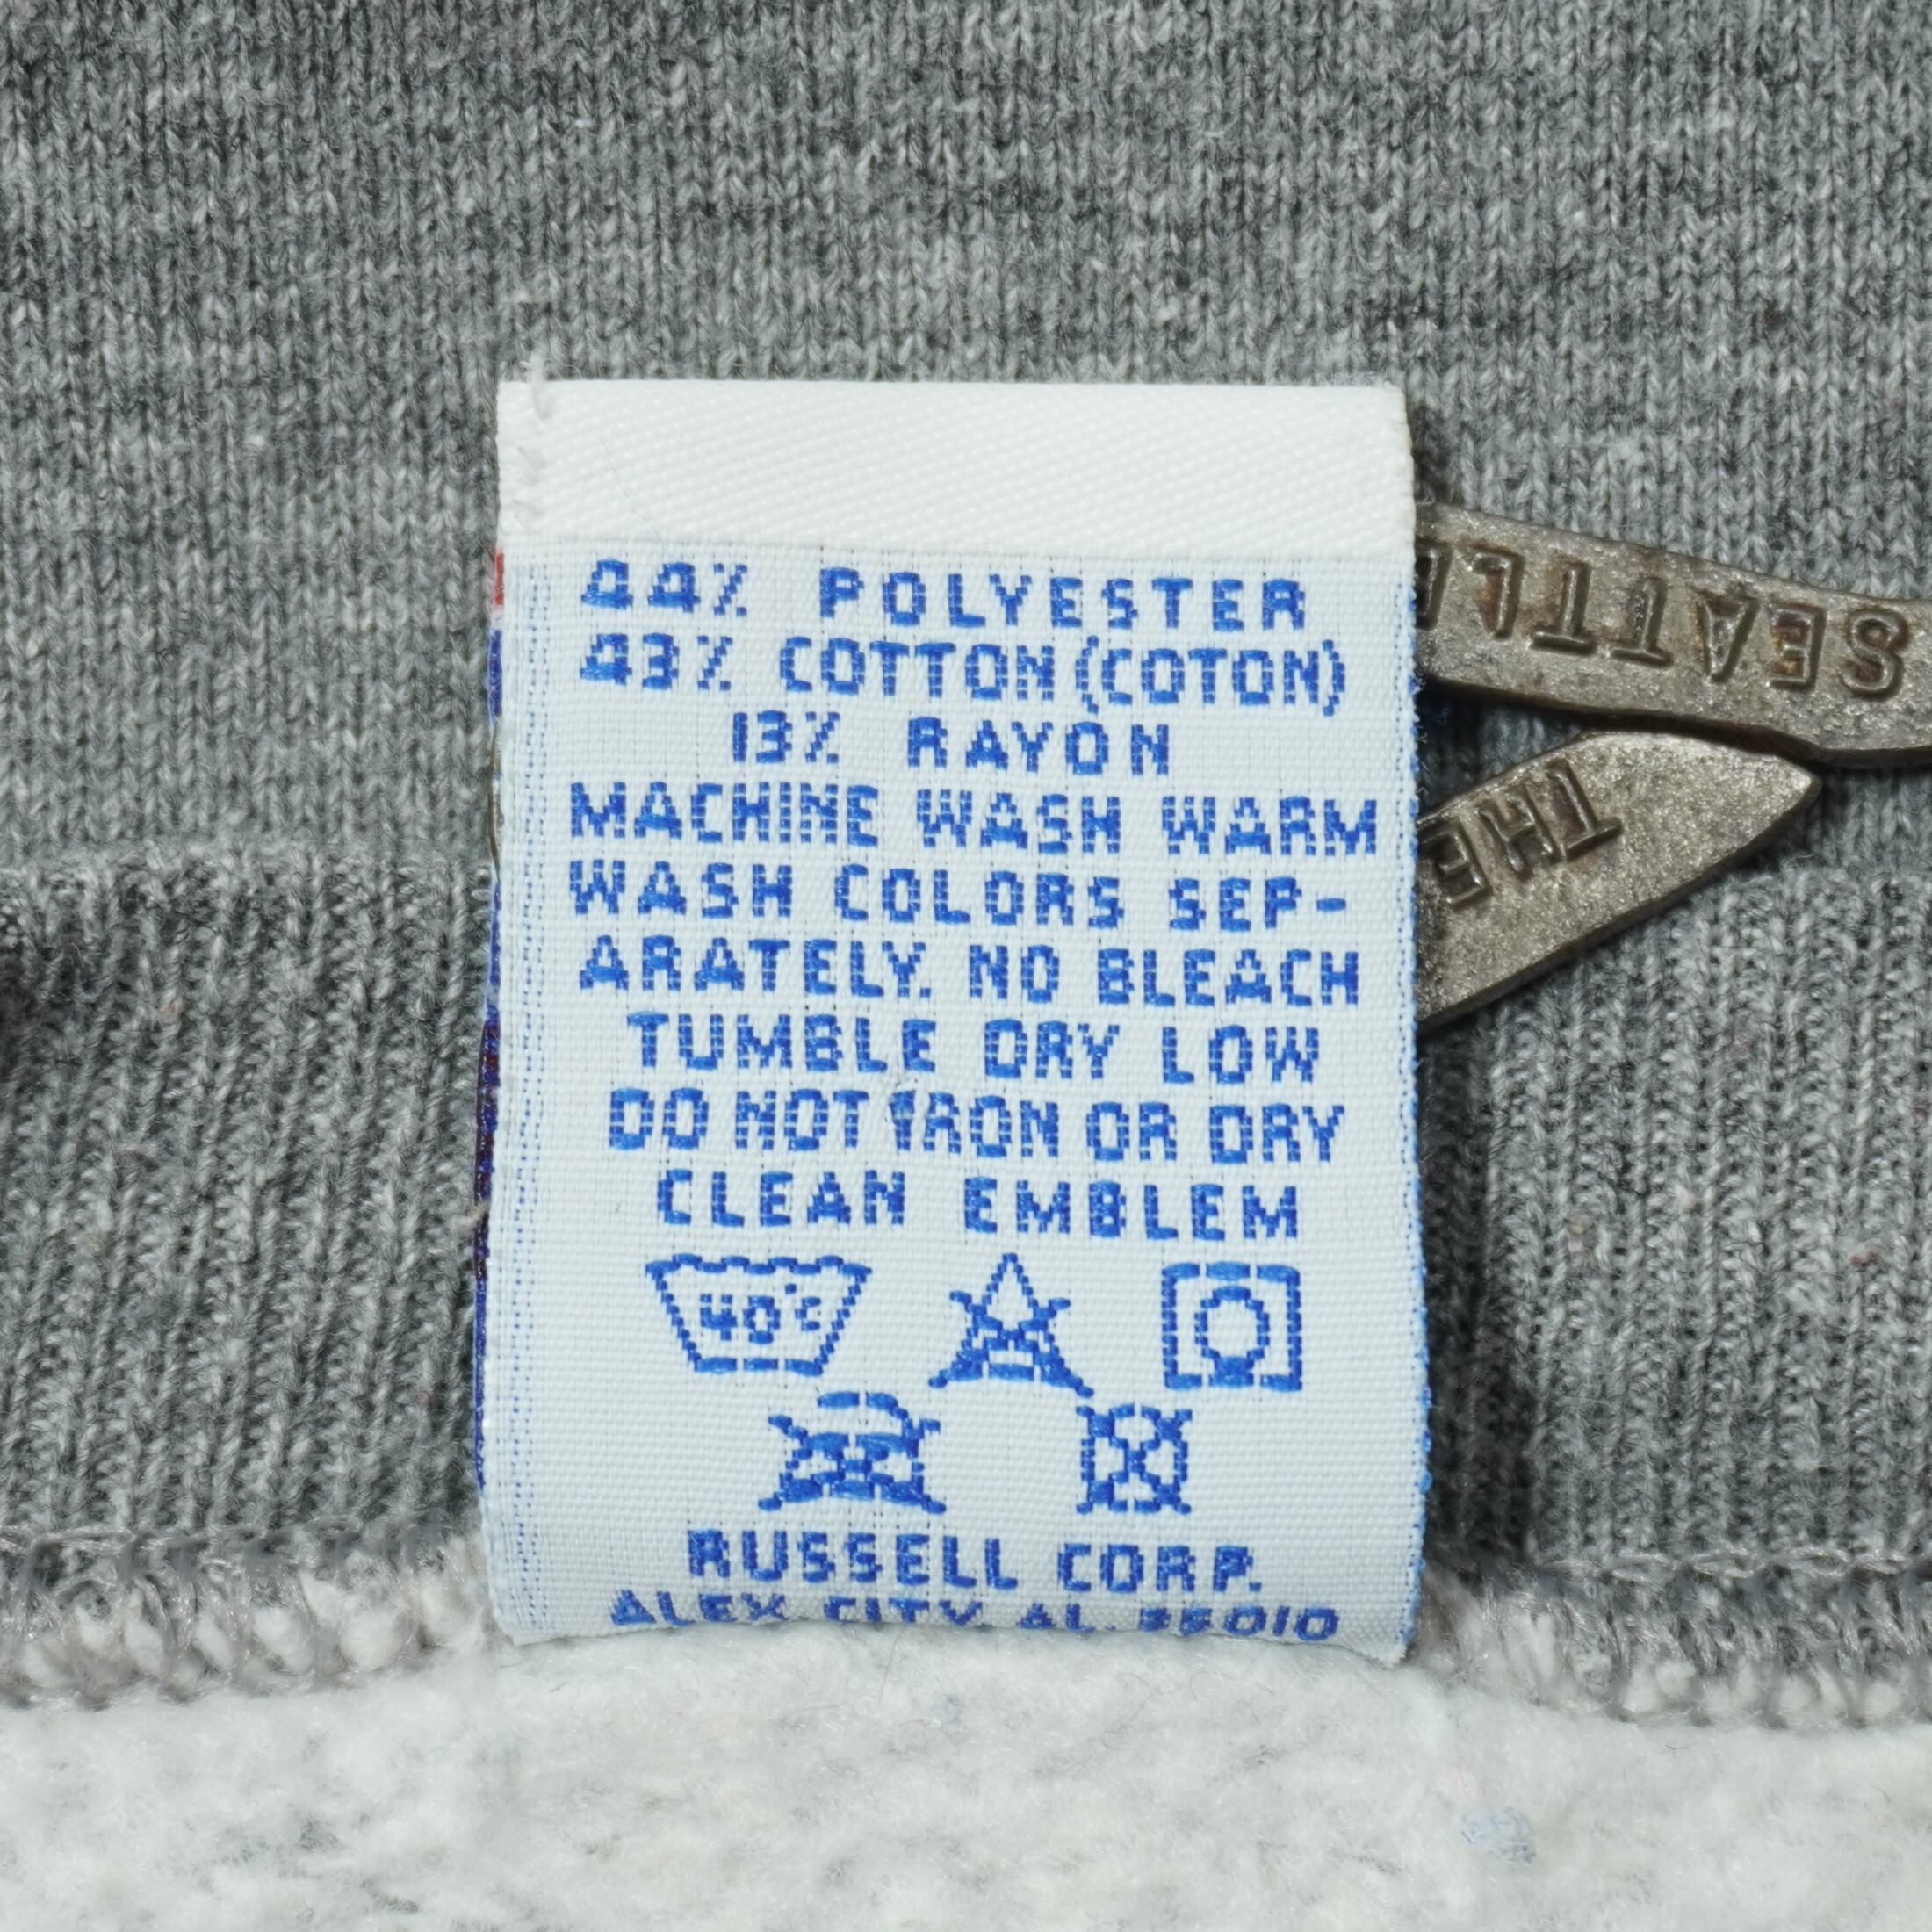 44% POLYESTER
43% COTTON (COTON)
13% RAYON
MACHINE WASH WARM
WASH COLORS SEP-
ARATELY. NO BLEACH
TUMBLE DRY LOW
DO NOT IRON OR DRY
CLEAN EMBLEM
40°C
RUSSELL CORP.
ALEX CITY, AL. 35010
SEATTLE
THE